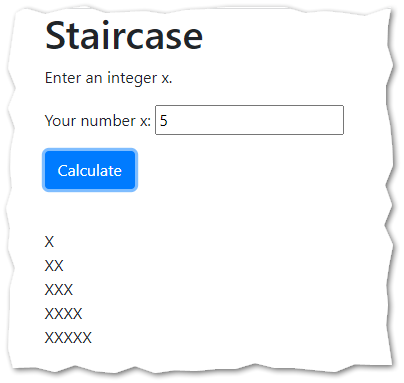 Staircase
Enter an integer x.
Your number x: 5
Calculate
X
XX
XXX
XXXX
XXXXX